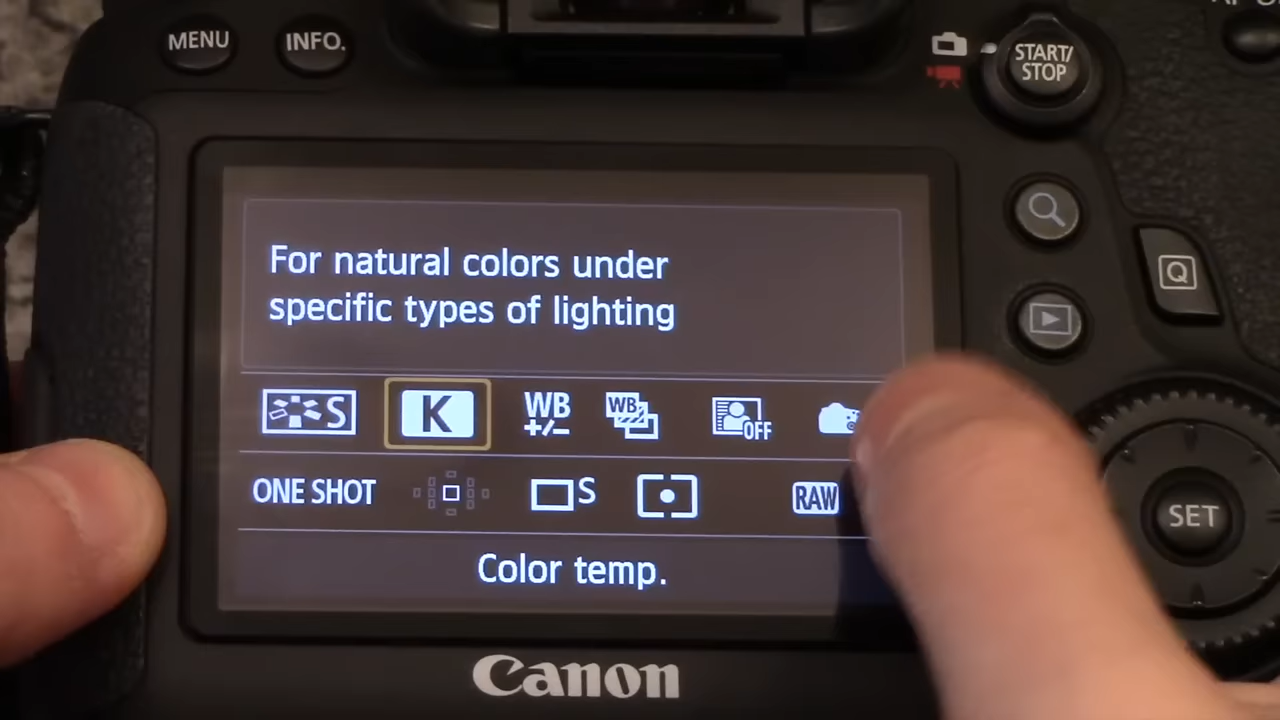 MENU
INFO.
START/
STOP
Q
For natural colors under
specific types of lighting
S
K
WB
+/−
WB
OFF
ONE SHOT
S
RAW
SET
Color temp.
Canon